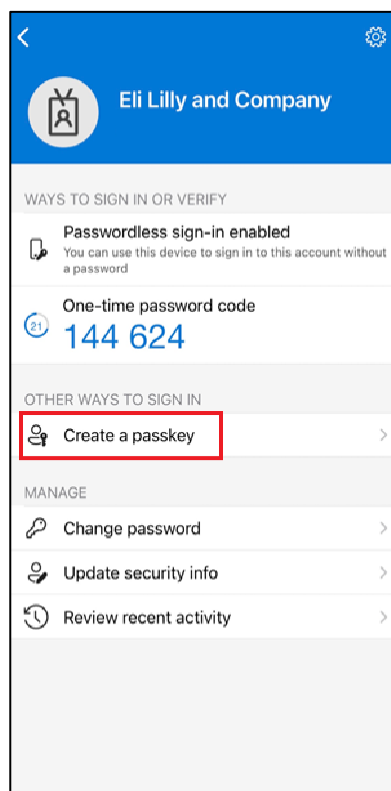 Eli Lilly and Company
WAYS TO SIGN IN OR VERIFY
Passwordless sign-in enabled
You can use this device to sign in to this account without
a password
One-time password code
21
144 624
OTHER WAYS TO SIGN IN
Create a passkey
MANAGE
Change password
Update security info
Review recent activity